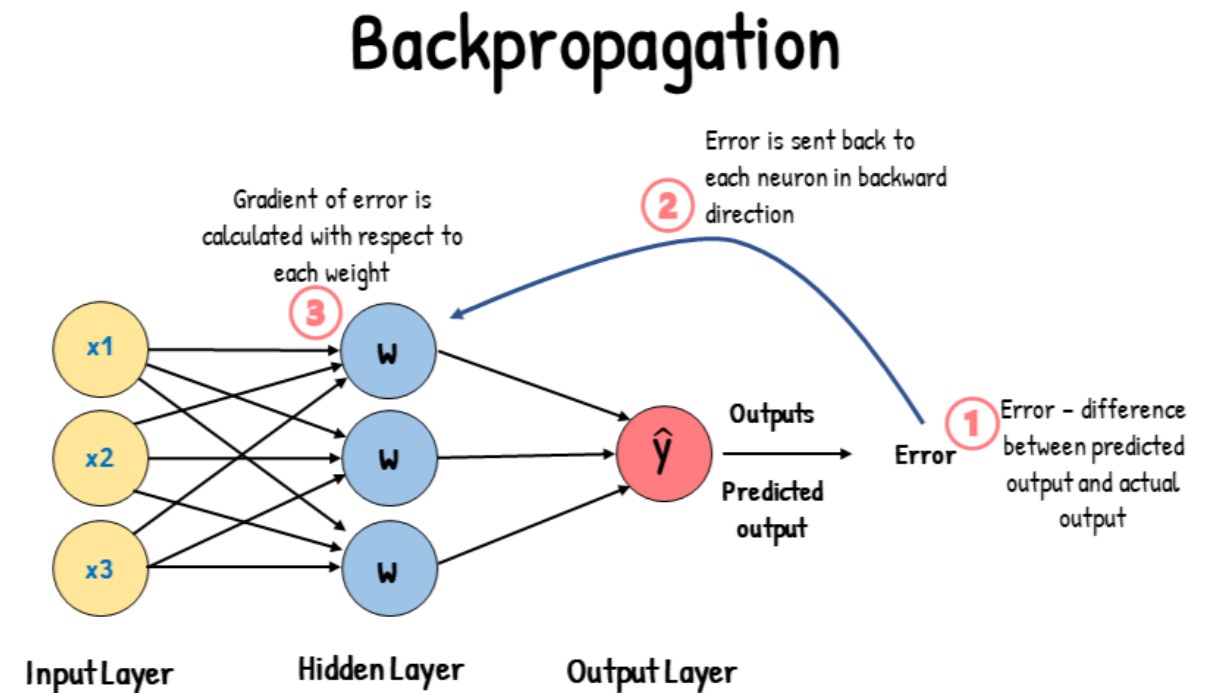 Backpropagation
Error is sent back to
each neuron in backward
direction
2
Gradient of error is
calculated with respect to
each weight
3
x1
x2
x3
w
w
w
ŷ
Outputs
Predicted
output
Error
1
Error - difference
between predicted
output and actual
output
Input Layer
Hidden Layer
Output Layer